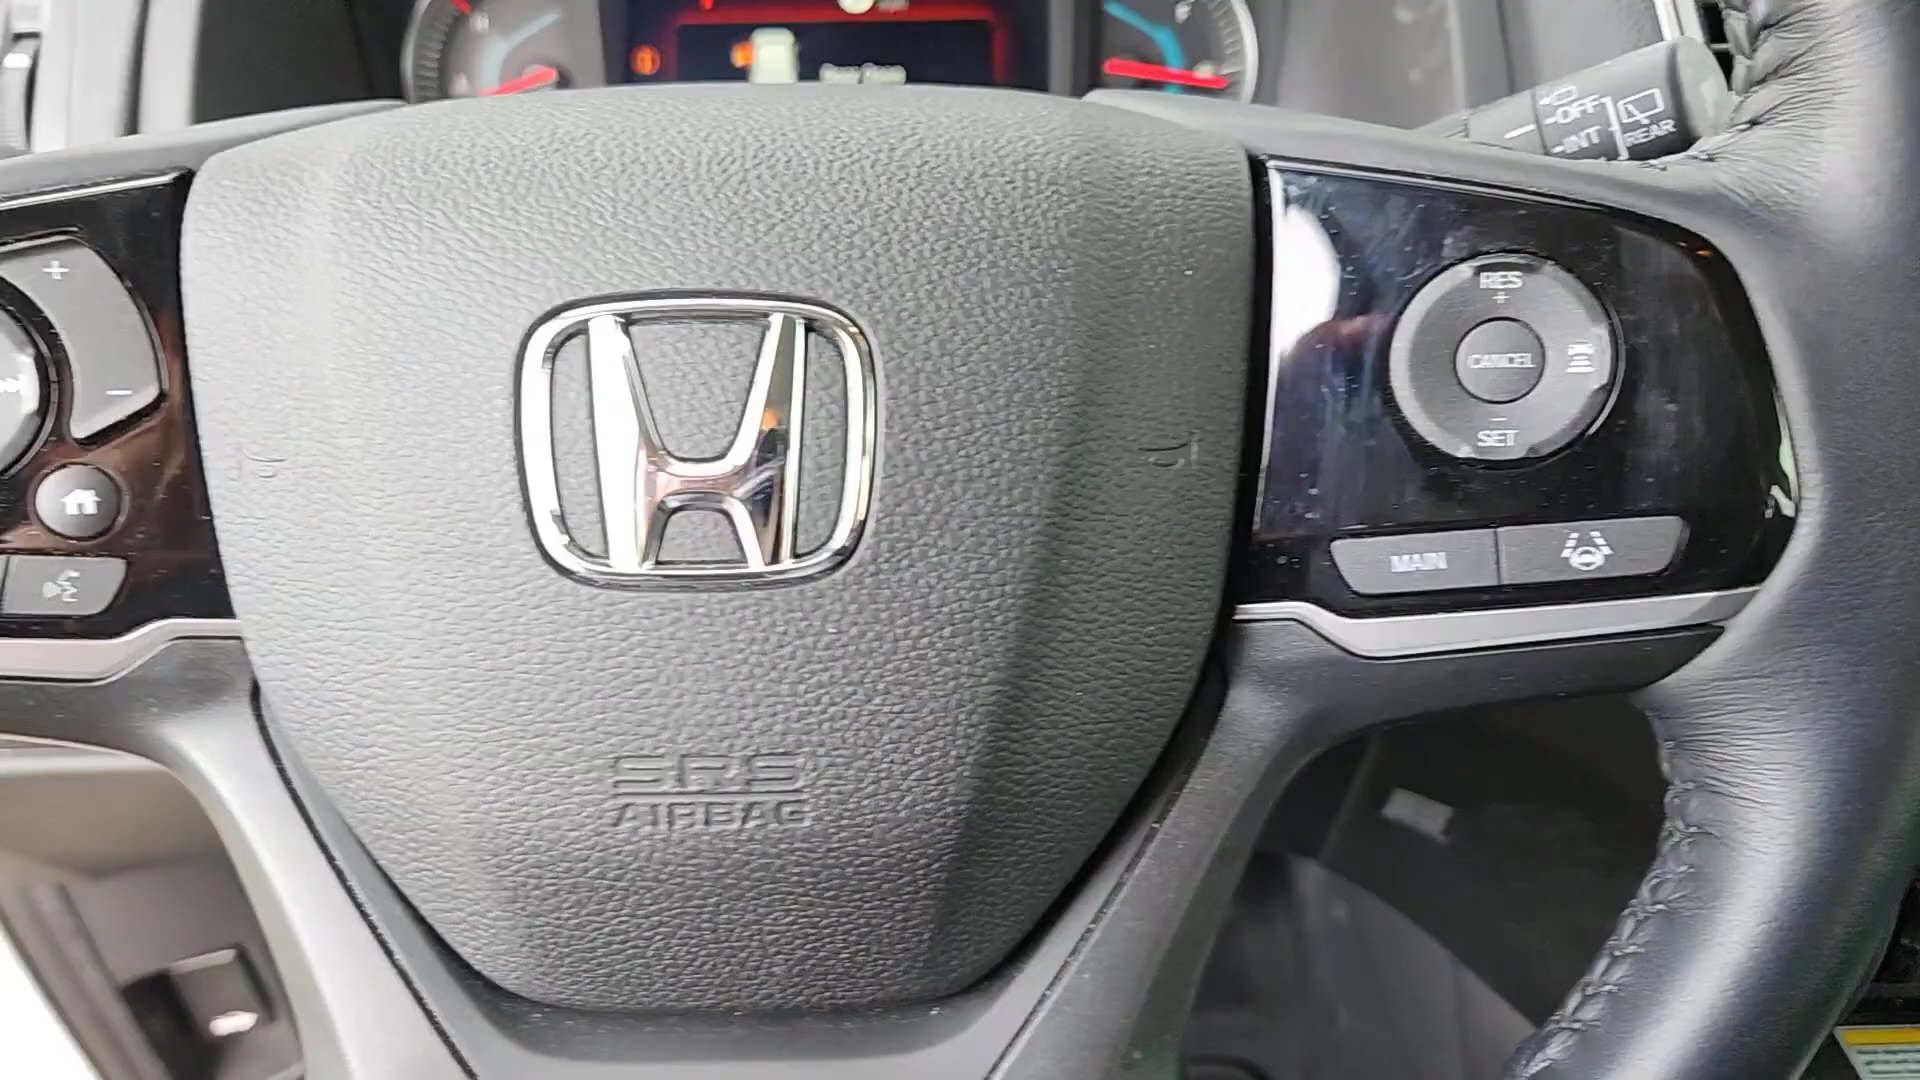 OFF
INT
REAR
RES
+
CANCEL
-
SET
MAIN
+
-
SRS
AIRBAG